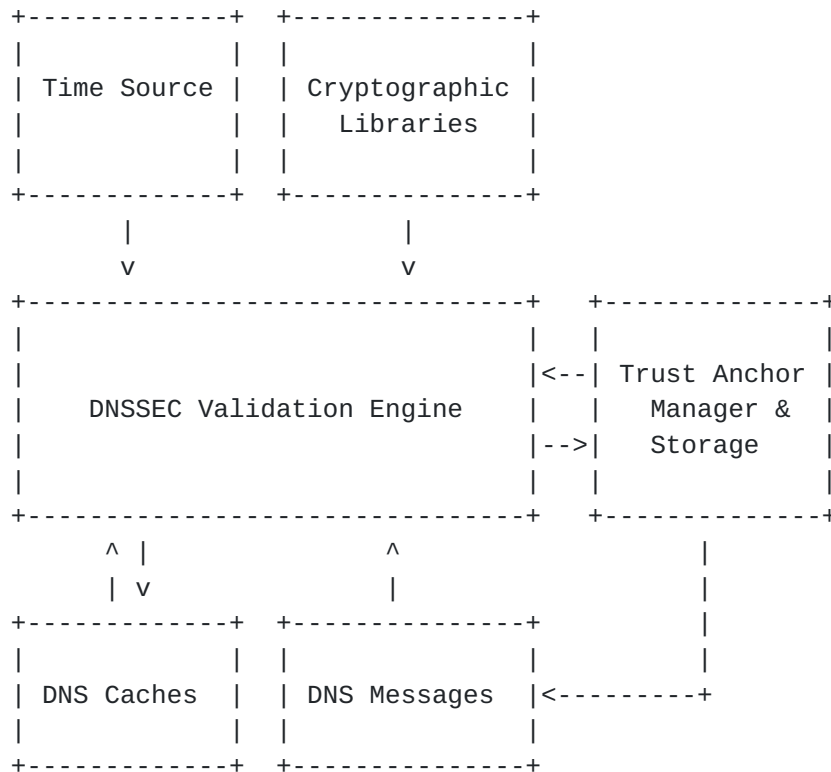 +-------------+  +---------------+
|             |  |               |
| Time Source |  | Cryptographic |
|             |  |   Libraries   |
|             |  |               |
+-------------+  +---------------+
       |                 |
       v                 v
+--------------------------------+   +--------------+
|                                |   |              |
|                                |<--| Trust Anchor |
|    DNSSEC Validation Engine    |   |   Manager &  |
|                                |-->|   Storage    |
|                                |   |              |
+--------------------------------+   +--------------+
      ^ |               ^                   |
      | v               |                   |
+-------------+  +---------------+          |
|             |  |               |          |
| DNS Caches  |  | DNS Messages  |<---------+
|             |  |               |
+-------------+  +---------------+